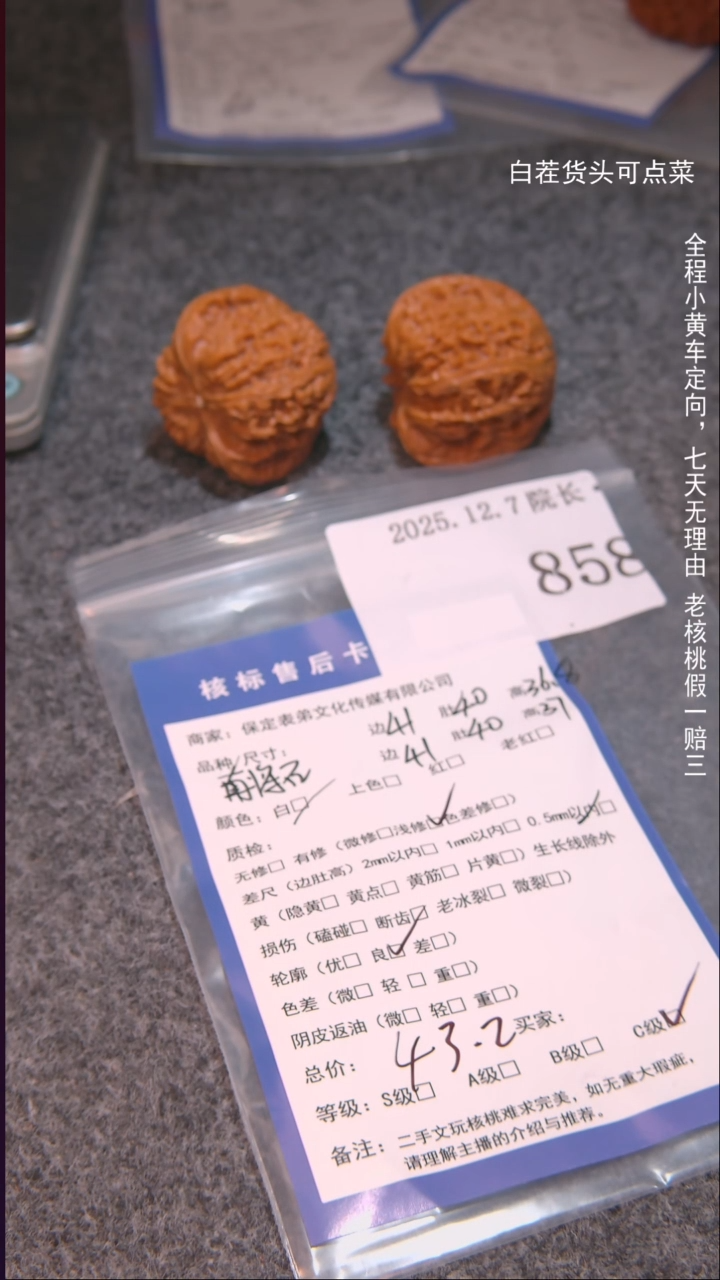 白茬货头可点菜
全程小黄车定向，七天无理由 老核桃假一赔三
2025.12.7 院长
858
核标售后卡
商家：保定表弟文化传媒有限公司
品种/尺寸： 边41 肚40 高36.8
边41 肚40 高37
颜色：白□ 上色□ 红□ 老红□
质检：
无修□ 有修（微修□浅修□色差修□）
差尺（边肚高）2mm以内□ 1mm以内□ 0.5mm以内□
黄（隐黄□ 黄点□ 黄筋□ 片黄□）生长线除外
损伤（磕碰□ 断齿□ 老冰裂□ 微裂□）
轮廓（优□ 良□ 差□）
色差（微□ 轻□ 重□）
阴皮返油（微□ 轻□ 重□）
总价： 43.2 买家：
等级：S级□ A级□ B级□ C级□
备注：二手文玩核桃难求完美，如无重大瑕疵，
请理解主播的介绍与推荐。